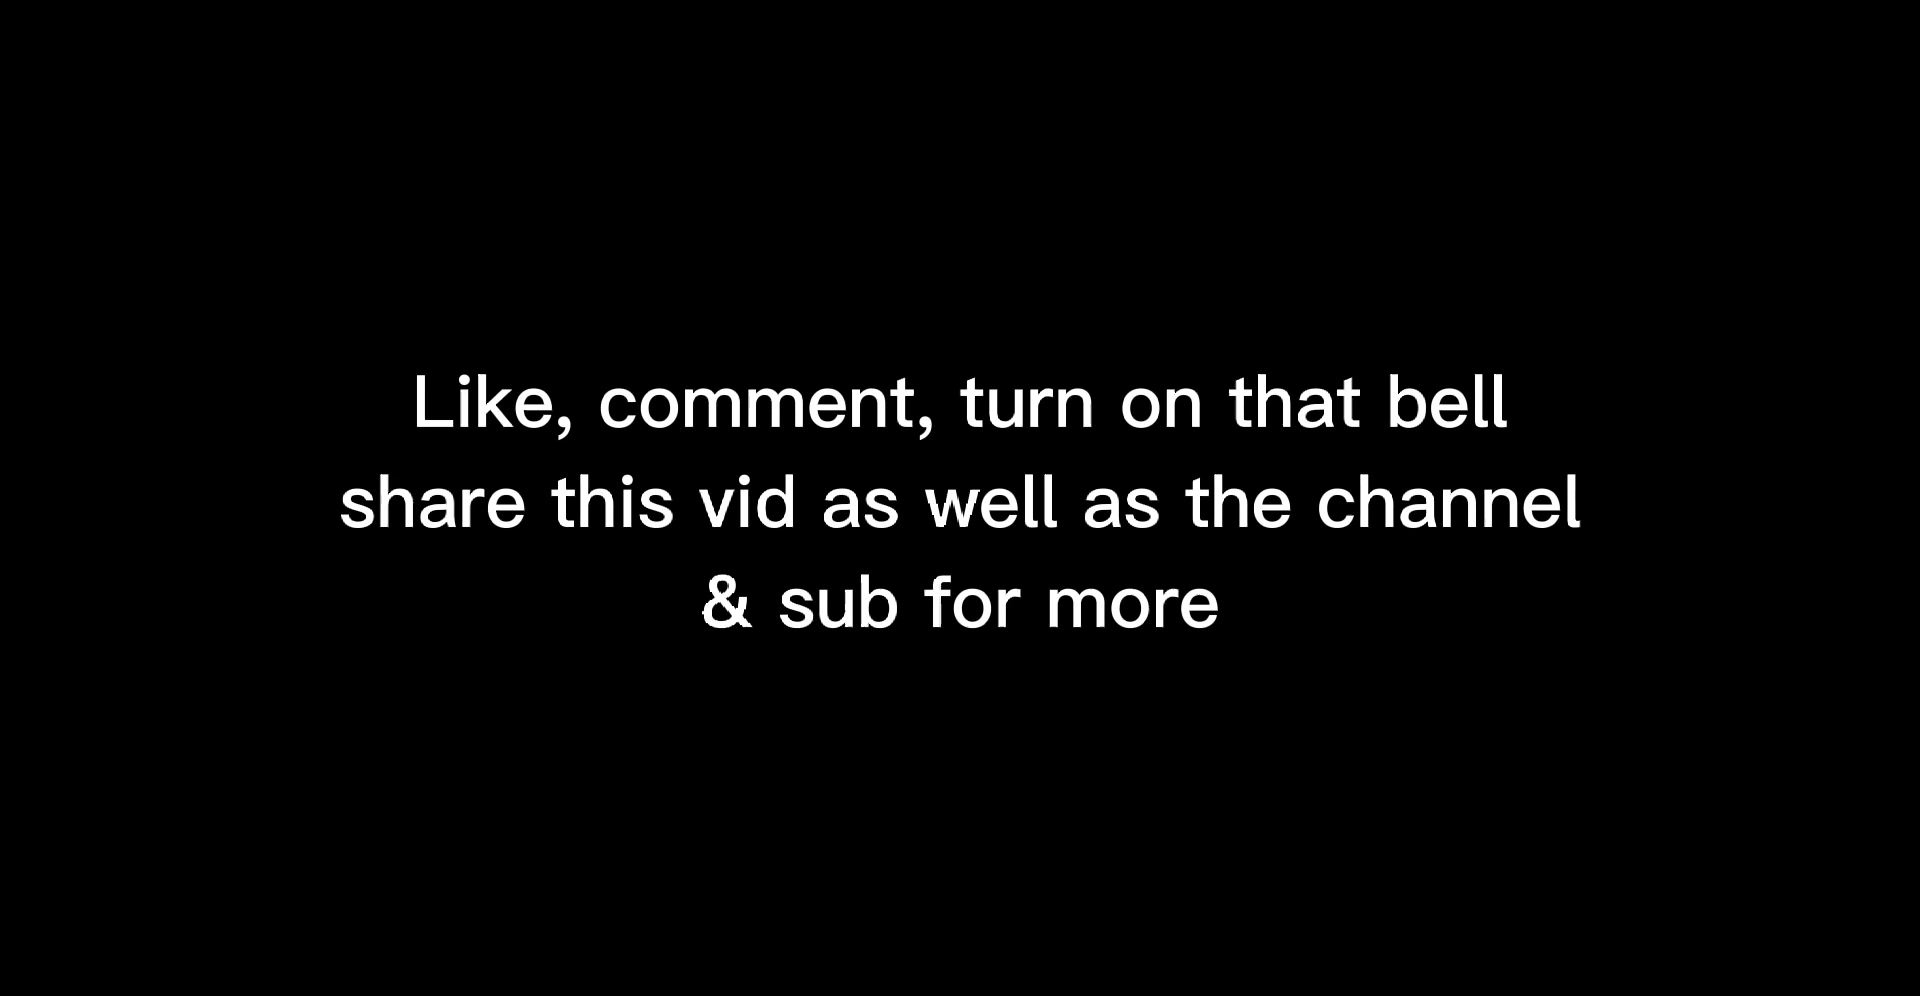 Like, comment, turn on that bell
share this vid as well as the channel
& sub for more